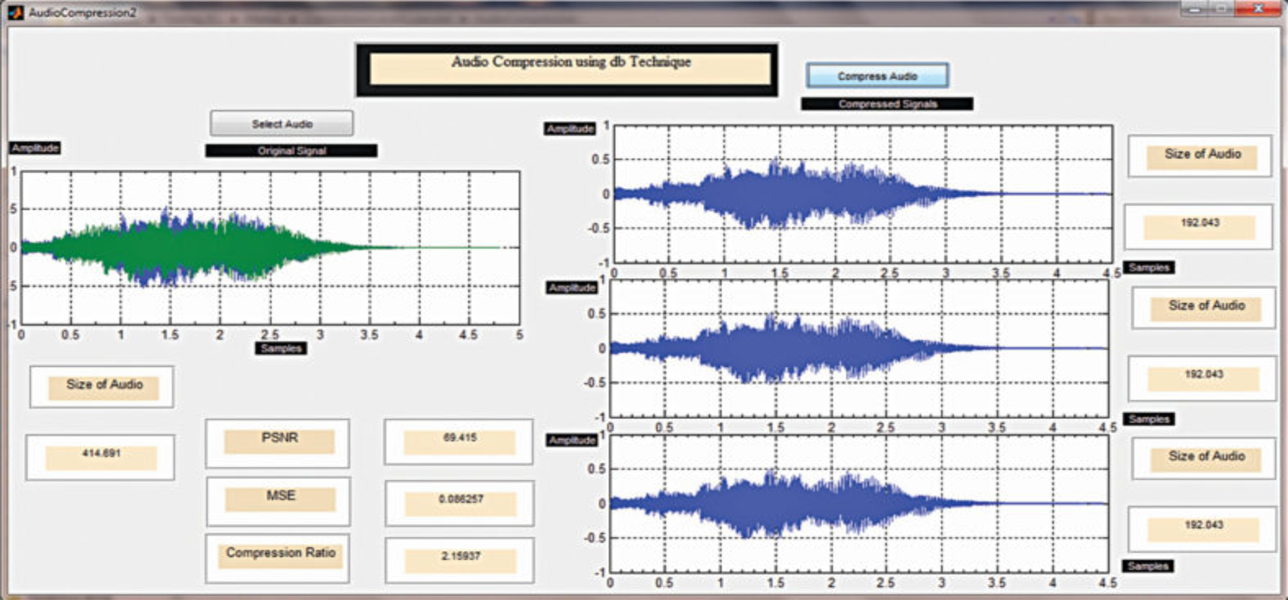 AudioCompression2
Audio Compression using db Technique
Compress Audio
Compressed Signals
Select Audio
Original Signal
Amplitude
1
.5
0
.5
-1
0 0.5 1 1.5 2 2.5 3 3.5 4 4.5 5
Samples
Size of Audio
414.691
PSNR
69.415
MSE
0.086257
Compression Ratio
2.15937
Amplitude
1
0.5
0
-0.5
-1
0 0.5 1 1.5 2 2.5 3 3.5 4 4.5
Size of Audio
192.043
Samples
Amplitude
1
0.5
0
-0.5
-1
0 0.5 1 1.5 2 2.5 3 3.5 4 4.5
Size of Audio
192.043
Samples
Amplitude
1
0.5
0
-0.5
-1
0 0.5 1 1.5 2 2.5 3 3.5 4 4.5
Size of Audio
192.043
Samples